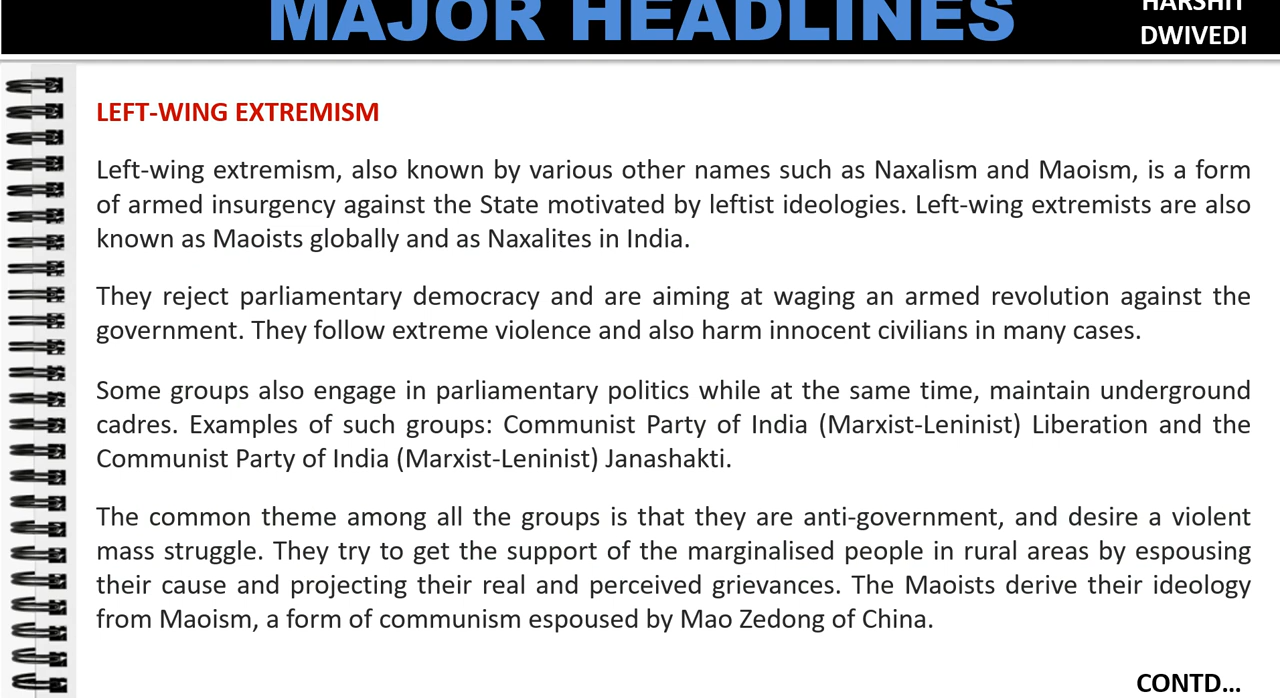 MAJOR HEADLINES
HARSHIT
DWIVEDI
LEFT-WING EXTREMISM
Left-wing extremism, also known by various other names such as Naxalism and Maoism, is a form
of armed insurgency against the State motivated by leftist ideologies. Left-wing extremists are also
known as Maoists globally and as Naxalites in India.
They reject parliamentary democracy and are aiming at waging an armed revolution against the
government. They follow extreme violence and also harm innocent civilians in many cases.
Some groups also engage in parliamentary politics while at the same time, maintain underground
cadres. Examples of such groups: Communist Party of India (Marxist-Leninist) Liberation and the
Communist Party of India (Marxist-Leninist) Janashakti.
The common theme among all the groups is that they are anti-government, and desire a violent
mass struggle. They try to get the support of the marginalised people in rural areas by espousing
their cause and projecting their real and perceived grievances. The Maoists derive their ideology
from Maoism, a form of communism espoused by Mao Zedong of China.
CONTD...